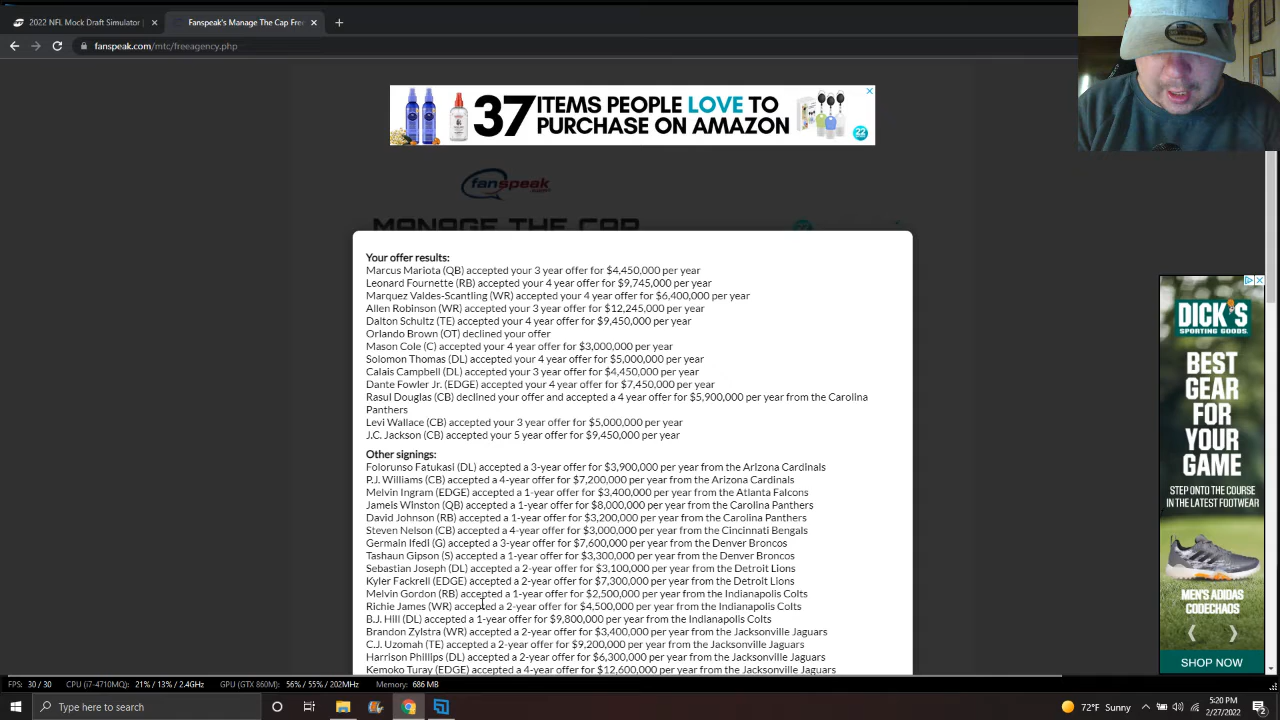 2022 NFL Mock Draft Simulator |
Fanspeak's Manage The Cap Free
fanspeak.com/mtc/freeagency.php
37 ITEMS PEOPLE LOVE TO
PURCHASE ON AMAZON
22
fanspeak
MANAGE THE CAP
Your offer results:
Marcus Mariota (QB) accepted your 3 year offer for $4,450,000 per year
Leonard Fournette (RB) accepted your 4 year offer for $9,745,000 per year
Marquez Valdes-Scantling (WR) accepted your 4 year offer for $6,400,000 per year
Allen Robinson (WR) accepted your 3 year offer for $12,245,000 per year
Dalton Schultz (TE) accepted your 4 year offer for $9,450,000 per year
Orlando Brown (OT) declined your offer
Mason Cole (C) accepted your 4 year offer for $3,000,000 per year
Solomon Thomas (DL) accepted your 4 year offer for $5,000,000 per year
Calais Campbell (DL) accepted your 3 year offer for $4,450,000 per year
Dante Fowler Jr. (EDGE) accepted your 4 year offer for $7,450,000 per year
Rasul Douglas (CB) declined your offer and accepted a 4 year offer for $5,900,000 per year from the Carolina
Panthers
Levi Wallace (CB) accepted your 3 year offer for $5,000,000 per year
J.C. Jackson (CB) accepted your 5 year offer for $9,450,000 per year
Other signings:
Folorunso Fatukasi (DL) accepted a 3-year offer for $3,900,000 per year from the Arizona Cardinals
P.J. Williams (CB) accepted a 4-year offer for $7,200,000 per year from the Arizona Cardinals
Melvin Ingram (EDGE) accepted a 1-year offer for $3,400,000 per year from the Atlanta Falcons
Jameis Winston (QB) accepted a 1-year offer for $8,000,000 per year from the Carolina Panthers
David Johnson (RB) accepted a 1-year offer for $3,200,000 per year from the Carolina Panthers
Steven Nelson (CB) accepted a 4-year offer for $3,000,000 per year from the Cincinnati Bengals
Germain Ifedi (G) accepted a 3-year offer for $7,600,000 per year from the Denver Broncos
Tashaun Gipson (S) accepted a 1-year offer for $3,300,000 per year from the Denver Broncos
Sebastian Joseph (DL) accepted a 2-year offer for $3,100,000 per year from the Detroit Lions
Kyler Fackrell (EDGE) accepted a 2-year offer for $7,300,000 per year from the Detroit Lions
Melvin Gordon (RB) accepted a 1-year offer for $2,500,000 per year from the Indianapolis Colts
Richie James (WR) accepted a 2-year offer for $4,500,000 per year from the Indianapolis Colts
B.J. Hill (DL) accepted a 1-year offer for $9,800,000 per year from the Indianapolis Colts
Brandon Zylstra (WR) accepted a 2-year offer for $3,400,000 per year from the Jacksonville Jaguars
C.J. Uzomah (TE) accepted a 2-year offer for $9,200,000 per year from the Jacksonville Jaguars
Harrison Phillips (DL) accepted a 2-year offer for $6,300,000 per year from the Jacksonville Jaguars
Kemoko Turay (EDGE) accepted a 4-year offer for $12,600,000 per year from the Jacksonville Jaguars
DICK'S
SPORTING GOODS.
BEST
GEAR
FOR
YOUR
GAME
STEP ONTO THE COURSE
IN THE LATEST FOOTWEAR
MEN'S ADIDAS
CODECHAOS
SHOP NOW
FPS: 30 / 30 CPU (i7-4710MQ): 21% / 13% / 2.4GHz GPU (GTX 860M): 56% / 55% / 202MHz Memory: 686 MB
Type here to search
72°F Sunny
5:20 PM
2/27/2022
2